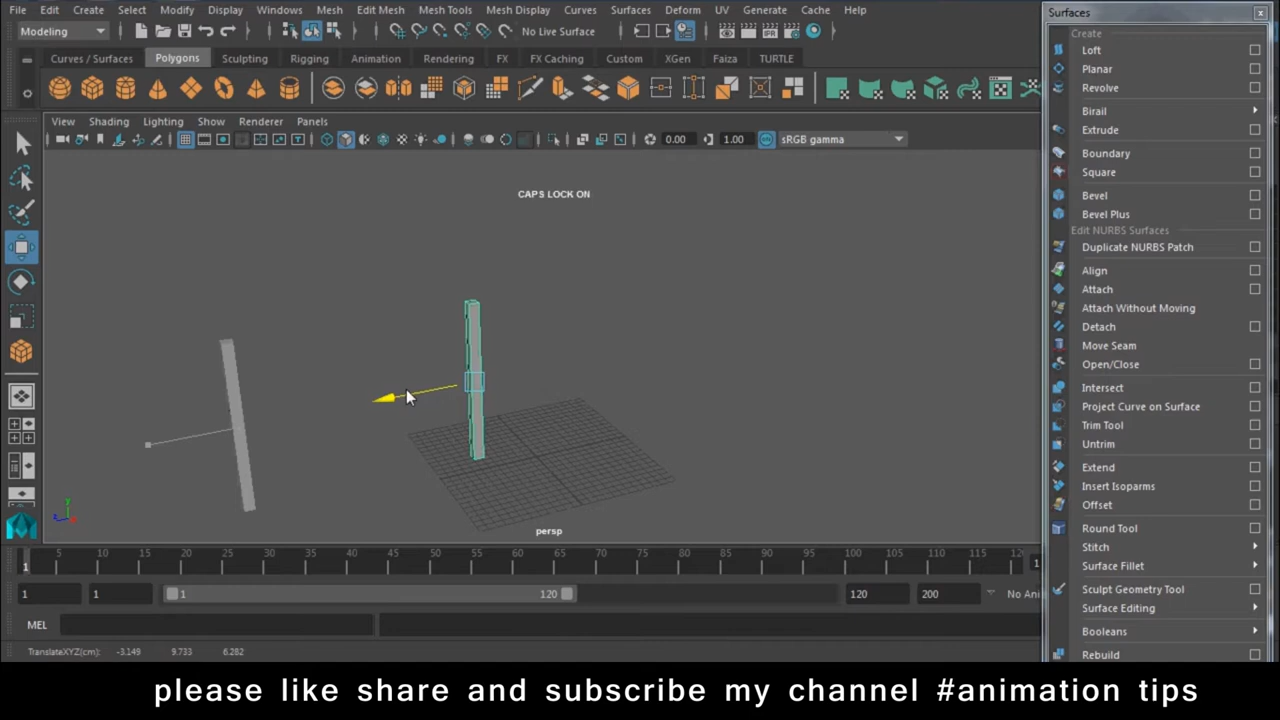 File Edit Create Select Modify Display Windows Mesh Edit Mesh Mesh Tools Mesh Display Curves Surfaces Deform UV Generate Cache Help
Modeling No Live Surface
Curves / Surfaces Polygons Sculpting Rigging Animation Rendering FX FX Caching Custom XGen Faiza TURTLE
View Shading Lighting Show Renderer Panels
0.00 1.00 sRGB gamma
CAPS LOCK ON
persp
5 10 15 20 25 30 35 40 45 50 55 60 65 70 75 80 85 90 95 100 105 110 115 12
1 1
1 1 1 120 120 200 No Ani
MEL
TranslateXYZ(cm): -3.149 9.733 6.282
Surfaces
Create
Loft
Planar
Revolve
Birail
Extrude
Boundary
Square
Bevel
Bevel Plus
Edit NURBS Surfaces
Duplicate NURBS Patch
Align
Attach
Attach Without Moving
Detach
Move Seam
Open/Close
Intersect
Project Curve on Surface
Trim Tool
Untrim
Extend
Insert Isoparms
Offset
Round Tool
Stitch
Surface Fillet
Sculpt Geometry Tool
Surface Editing
Booleans
Rebuild
please like share and subscribe my channel #animation tips